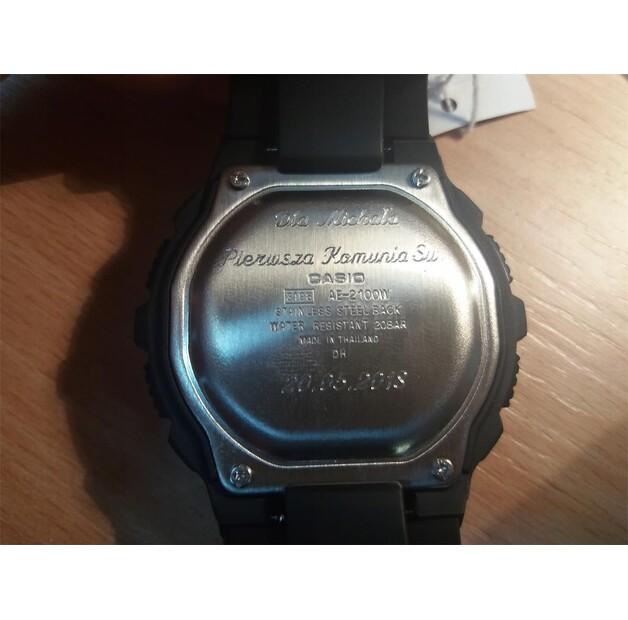 Dla Michała
Pierwsza Komunia Św
CASIO
3198 AE-2100W
STAINLESS STEEL BACK
WATER RESISTANT 20BAR
MADE IN THAILAND
DH
20.05.2018